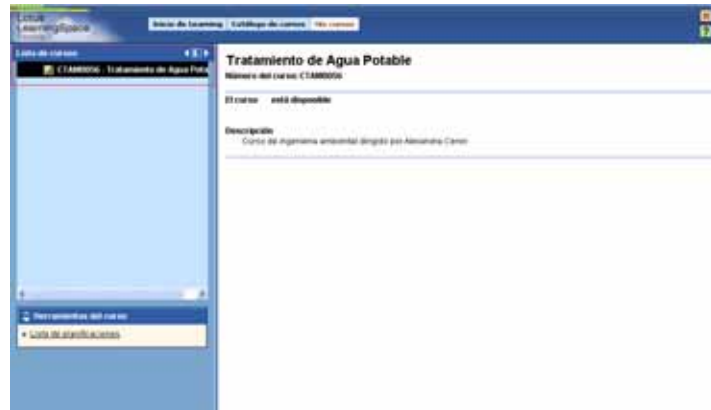 Lotus
LearningSpace
Inicio de Learning
Catálogo de cursos
Mis cursos
Lista de cursos
CTAM0056 - Tratamiento de Agua Pota
Tratamiento de Agua Potable
Número del curso: CTAM0056
El curso está disponible
Descripción
Curso de ingeniería ambiental dirigido por Alexandra
Herramientas del curso
Lista de planificaciones